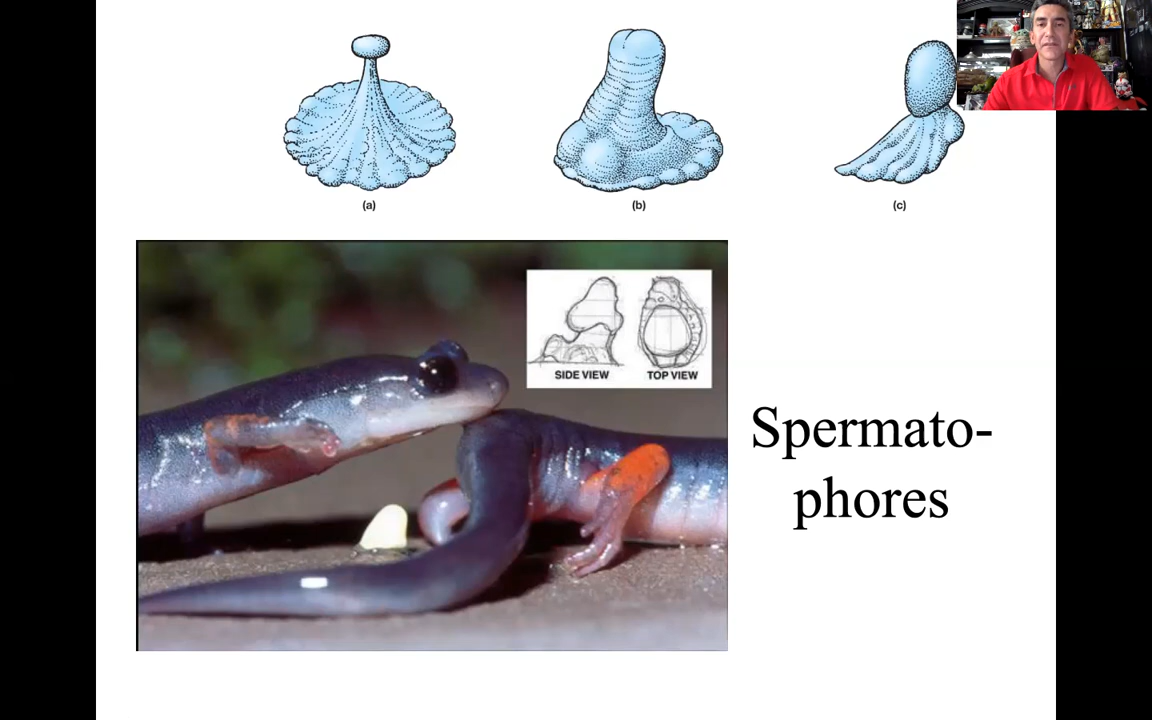 (a)
(b)
(c)
SIDE VIEW
TOP VIEW
Spermato-
phores